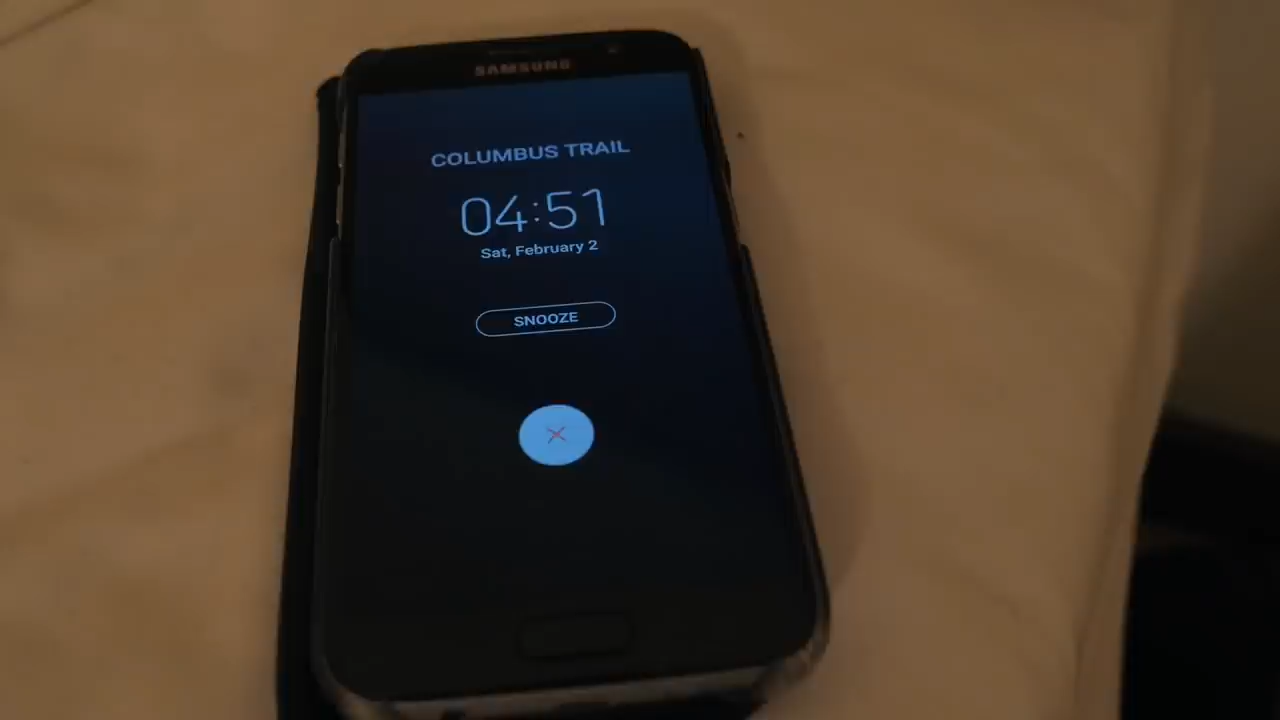 SAMSUNG
COLUMBUS TRAIL
04:51
Sat, February 2
SNOOZE